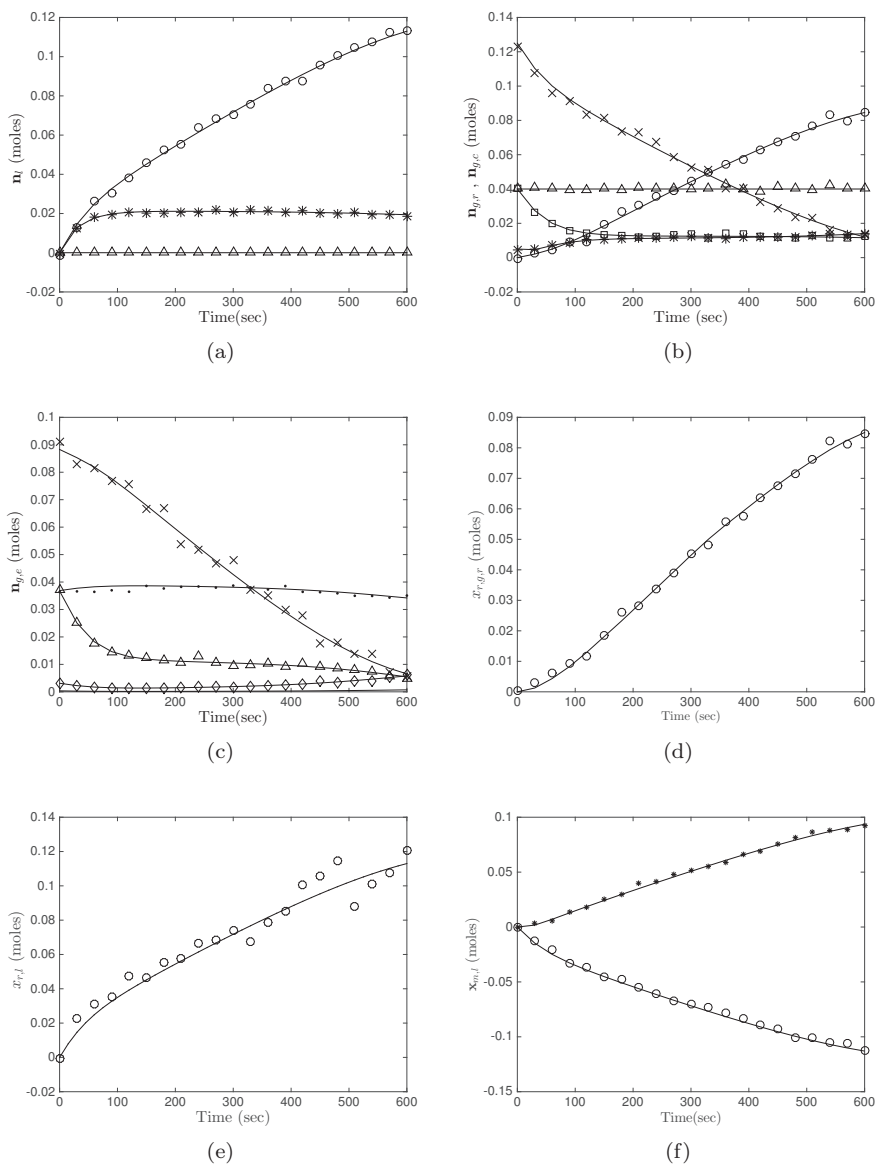 0.12
0.1
0.08
0.06
0.04
0.02
0
-0.02
n_l (moles)
0 100 200 300 400 500 600
Time(sec)
(a)
0.14
0.12
0.1
0.08
0.06
0.04
0.02
0
-0.02
n_{g,r} , n_{g,c} (moles)
0 100 200 300 400 500 600
Time (sec)
(b)
0.1
0.09
0.08
0.07
0.06
0.05
0.04
0.03
0.02
0.01
0
n_{g,e} (moles)
0 100 200 300 400 500 600
Time(sec)
(c)
0.09
0.08
0.07
0.06
0.05
0.04
0.03
0.02
0.01
0
x_{r,g,r} (moles)
0 100 200 300 400 500 600
Time (sec)
(d)
0.14
0.12
0.1
0.08
0.06
0.04
0.02
0
-0.02
x_{r,l} (moles)
0 100 200 300 400 500 600
Time (sec)
(e)
0.1
0.05
0
-0.05
-0.1
-0.15
x_{m,l} (moles)
0 100 200 300 400 500 600
Time(sec)
(f)